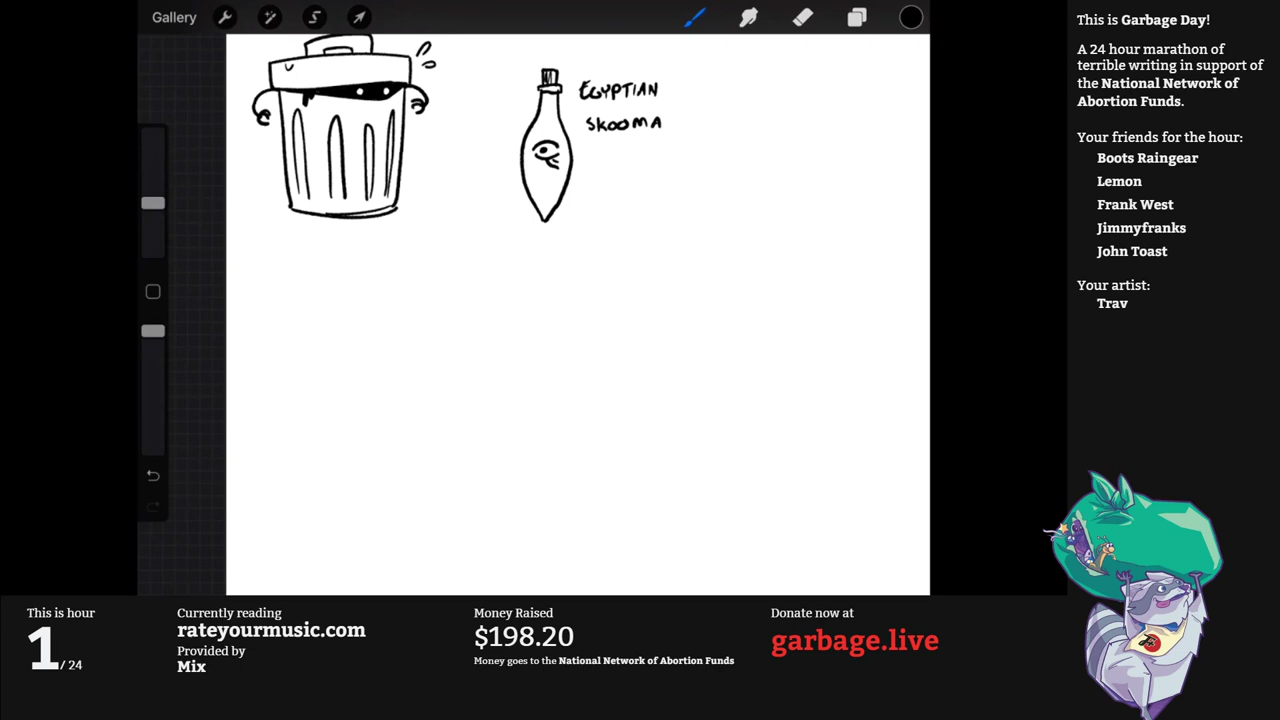 Gallery
EGYPTIAN
SKOOMA
This is Garbage Day!
A 24 hour marathon of
terrible writing in support of
the National Network of
Abortion Funds.
Your friends for the hour:
Boots Raingear
Lemon
Frank West
Jimmyfranks
John Toast
Your artist:
Trav
This is hour
1 / 24
Currently reading
rateyourmusic.com
Provided by
Mix
Money Raised
$198.20
Money goes to the National Network of Abortion Funds
Donate now at
garbage.live